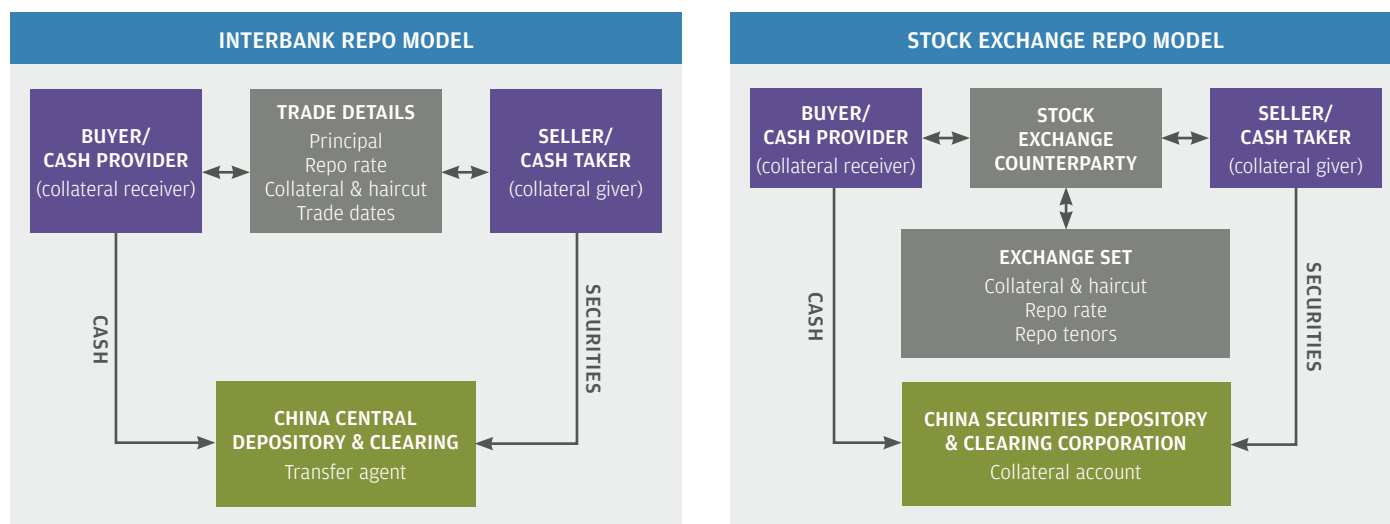 INTERBANK REPO MODEL
BUYER/
CASH PROVIDER
(collateral receiver)
TRADE DETAILS
Principal
Repo rate
Collateral & haircut
Trade dates
SELLER/
CASH TAKER
(collateral giver)
CASH
SECURITIES
CHINA CENTRAL
DEPOSITORY & CLEARING
Transfer agent
STOCK EXCHANGE REPO MODEL
BUYER/
CASH PROVIDER
(collateral receiver)
STOCK
EXCHANGE
COUNTERPARTY
SELLER/
CASH TAKER
(collateral giver)
EXCHANGE SET
Collateral & haircut
Repo rate
Repo tenors
CASH
SECURITIES
CHINA SECURITIES DEPOSITORY
& CLEARING CORPORATION
Collateral account